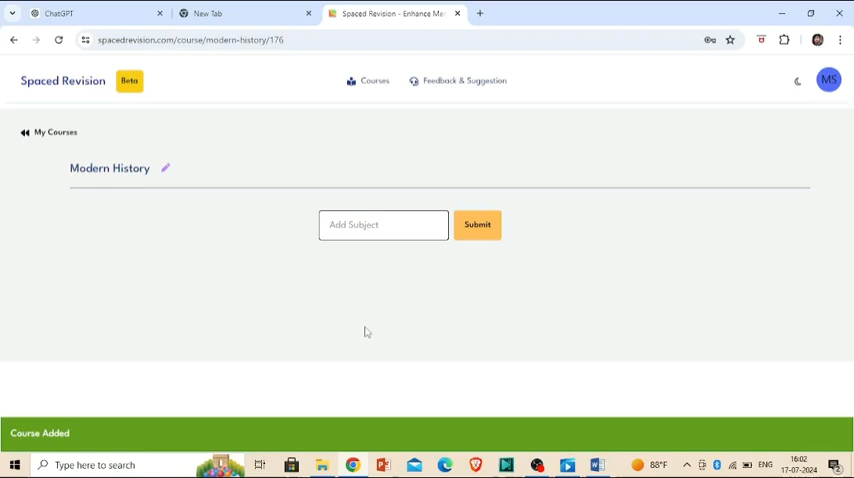 ChatGPT
New Tab
Spaced Revision - Enhance Me
spacedrevision.com/course/modern-history/176
Spaced Revision
Beta
Courses
Feedback & Suggestion
MS
My Courses
Modern History
Add Subject
Submit
Course Added
Type here to search
88°F
ENG
16:02
17-07-2024
2